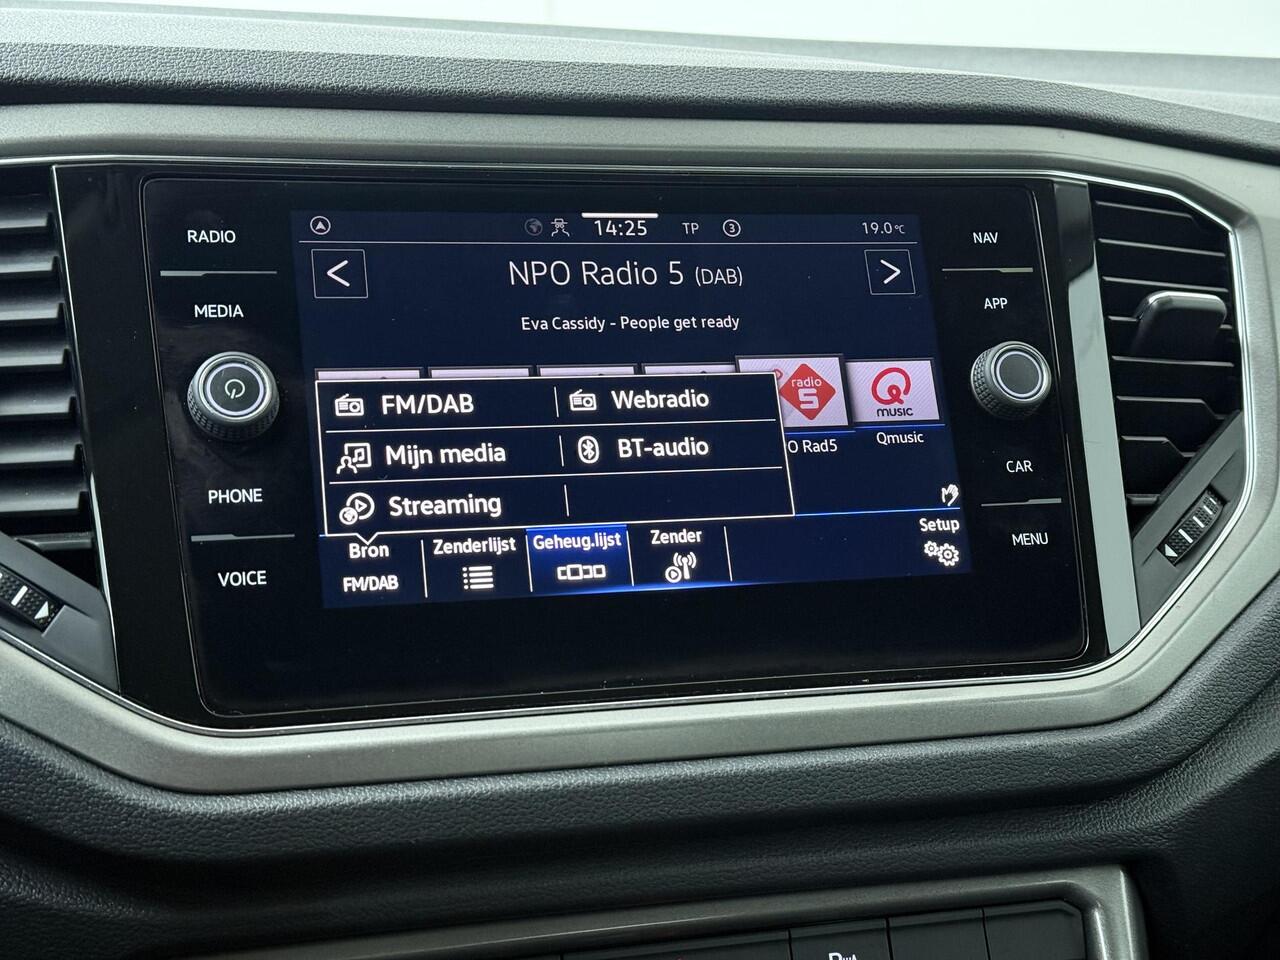 RADIO
MEDIA
PHONE
VOICE
14:25 TP 3 19.0°C
NPO Radio 5 (DAB)
Eva Cassidy - People get ready
radio
5
O Rad5
MUSIC
Qmusic
FM/DAB
Webradio
Mijn media
BT-audio
Streaming
Bron
FM/DAB
Zenderlijst
Geheug.lijst
Zender
Setup
NAV
APP
CAR
MENU